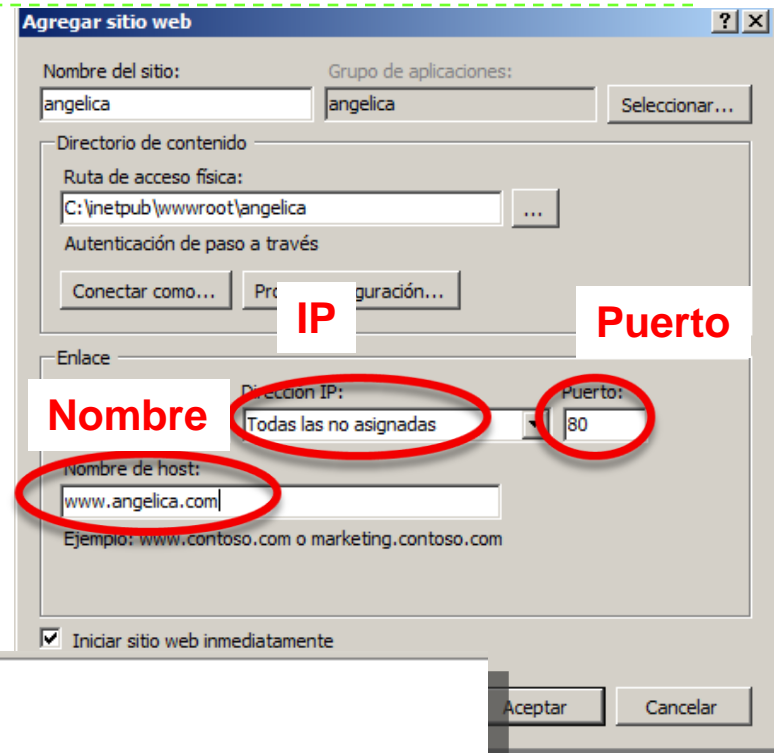 Agregar sitio web
Nombre del sitio: Grupo de aplicaciones:
angelica angelica Seleccionar...
Directorio de contenido
Ruta de acceso física:
C:\inetpub\wwwroot\angelica ...
Autenticación de paso a través
Conectar como...
IP
Puerto
Enlace
Nombre
Dirección IP: Puerto:
Todas las no asignadas 80
Nombre de host:
www.angelica.com
Ejemplo: www.contoso.com o marketing.contoso.com
Iniciar sitio web inmediatamente
Aceptar Cancelar